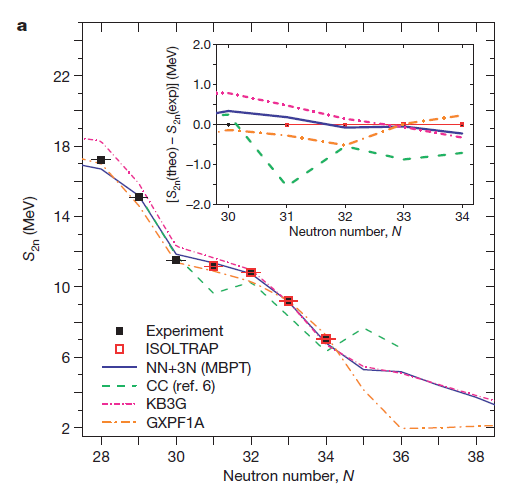 a
[S2n(theo) − S2n(exp)] (MeV)
2.0
1.0
0.0
−1.0
−2.0
30 31 32 33 34
Neutron number, N
S2n (MeV)
22
18
14
10
6
2
Experiment
ISOLTRAP
NN+3N (MBPT)
CC (ref. 6)
KB3G
GXPF1A
28 30 32 34 36 38
Neutron number, N